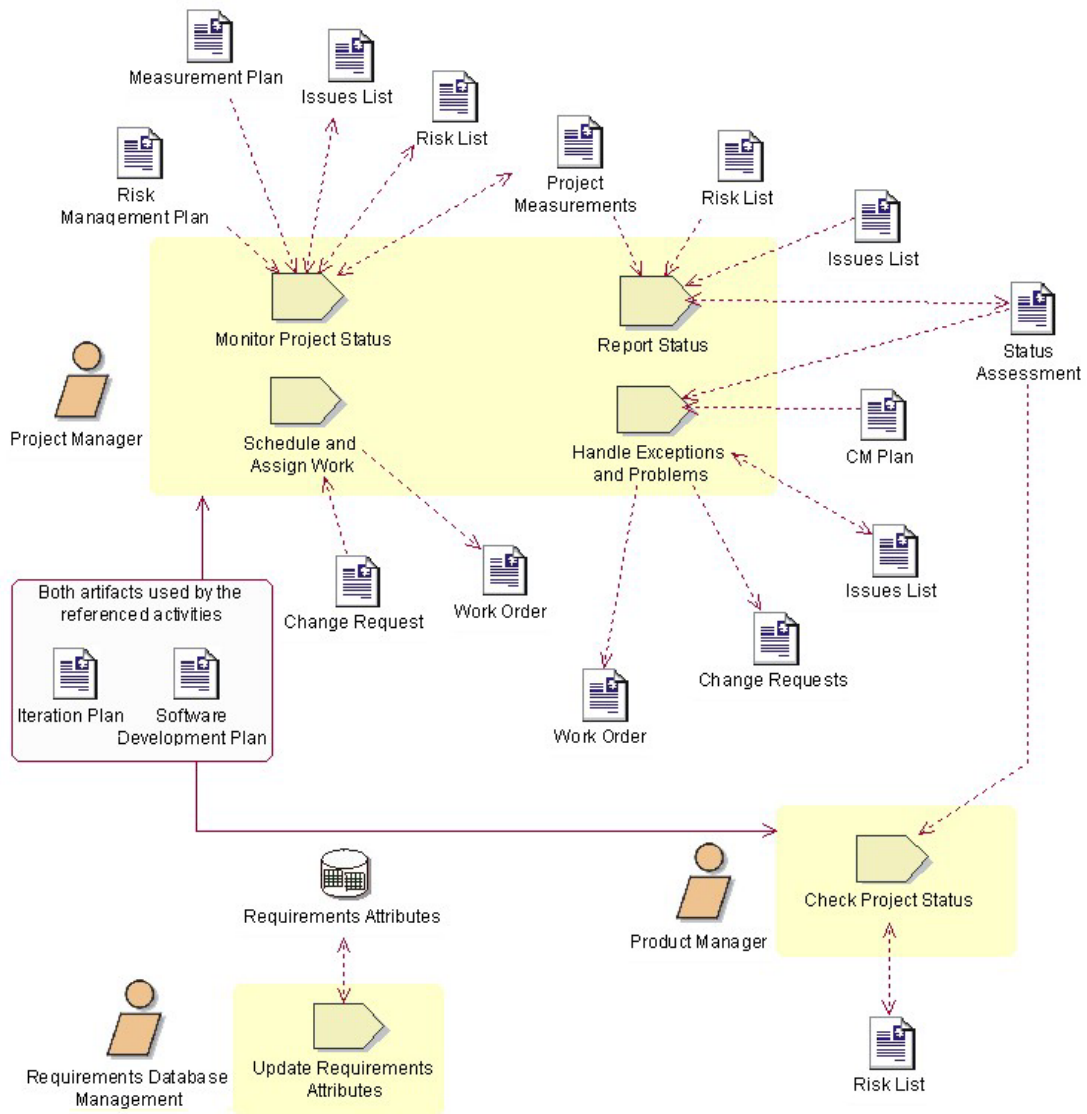 Measurement Plan
Issues List
Risk List
Risk
Management Plan
Project
Measurements
Risk List
Issues List
Monitor Project Status
Report Status
Status
Assessment
Project Manager
Schedule and
Assign Work
Handle Exceptions
and Problems
CM Plan
Issues List
Both artifacts used by the
referenced activities
Change Request
Work Order
Iteration Plan
Software
Development Plan
Change Requests
Work Order
Requirements Attributes
Product Manager
Check Project Status
Requirements Database
Management
Update Requirements
Attributes
Risk List